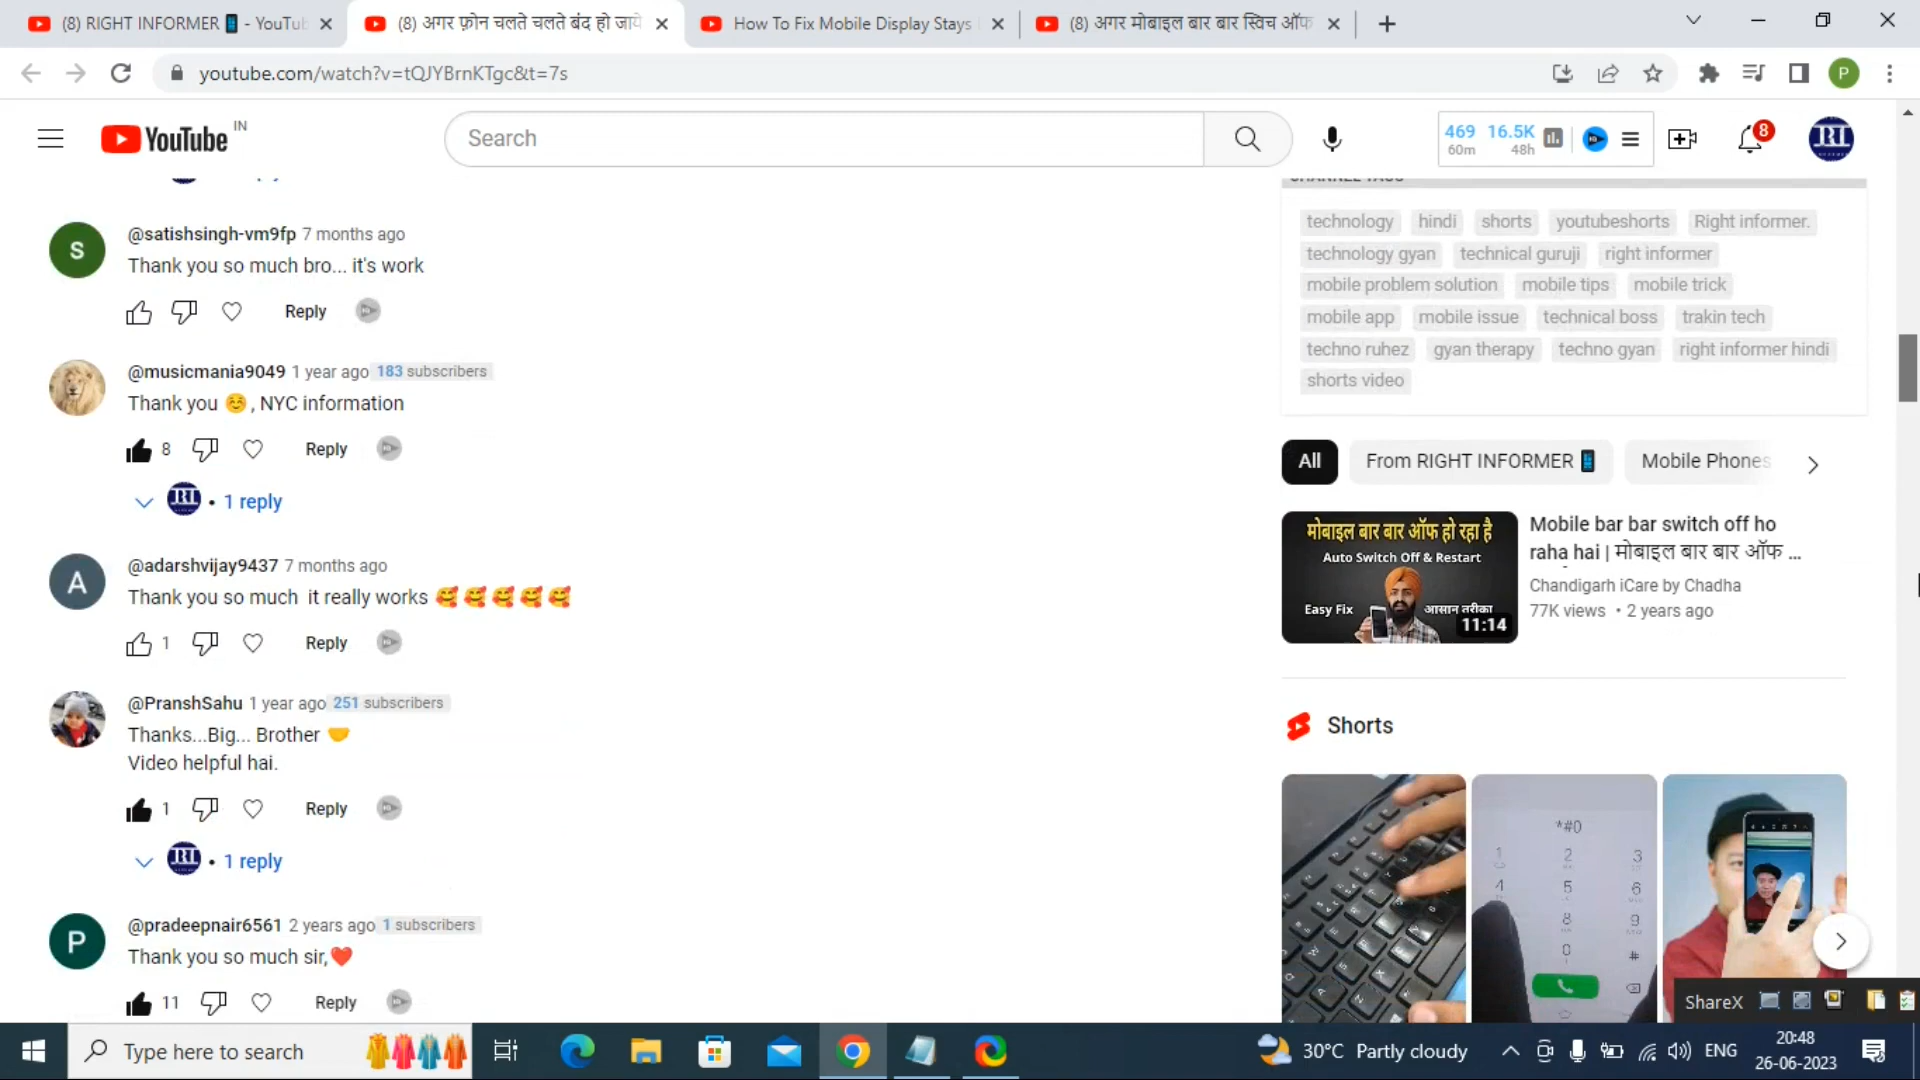 (8) RIGHT INFORMER - YouTub
(8) अगर फ़ोन चलते चलते बंद हो जाये
How To Fix Mobile Display Stays
(8) अगर मोबाइल बार बार स्विच ऑफ
youtube.com/watch?v=tQJYBrnKTgc&t=7s
P
YouTube IN
Search
469 16.5K
60m 48h
8
RI
CHANNEL TAGS
technology hindi shorts youtubeshorts Right informer.
technology gyan technical guruji right informer
mobile problem solution mobile tips mobile trick
mobile app mobile issue technical boss trakin tech
techno ruhez gyan therapy techno gyan right informer hindi
shorts video
S
@satishsingh-vm9fp 7 months ago
Thank you so much bro... it's work
Reply
@musicmania9049 1 year ago 183 subscribers
Thank you ☺️, NYC information
8 Reply
RI • 1 reply
A
@adarshvijay9437 7 months ago
Thank you so much it really works 🥰🥰🥰🥰🥰
1 Reply
@PranshSahu 1 year ago 251 subscribers
Thanks...Big... Brother 🤝
Video helpful hai.
1 Reply
RI • 1 reply
P
@pradeepnair6561 2 years ago 1 subscribers
Thank you so much sir,❤️
11 Reply
All From RIGHT INFORMER Mobile Phones
मोबाइल बार बार ऑफ हो रहा है
Auto Switch Off & Restart
Easy Fix आसान तरीका
11:14
Mobile bar bar switch off ho
raha hai | मोबाइल बार बार ऑफ ...
Chandigarh iCare by Chadha
77K views • 2 years ago
Shorts
*#0
1 2 3
4 5 6
8 9
0 #
ShareX
Type here to search
30°C Partly cloudy
ENG
20:48
26-06-2023